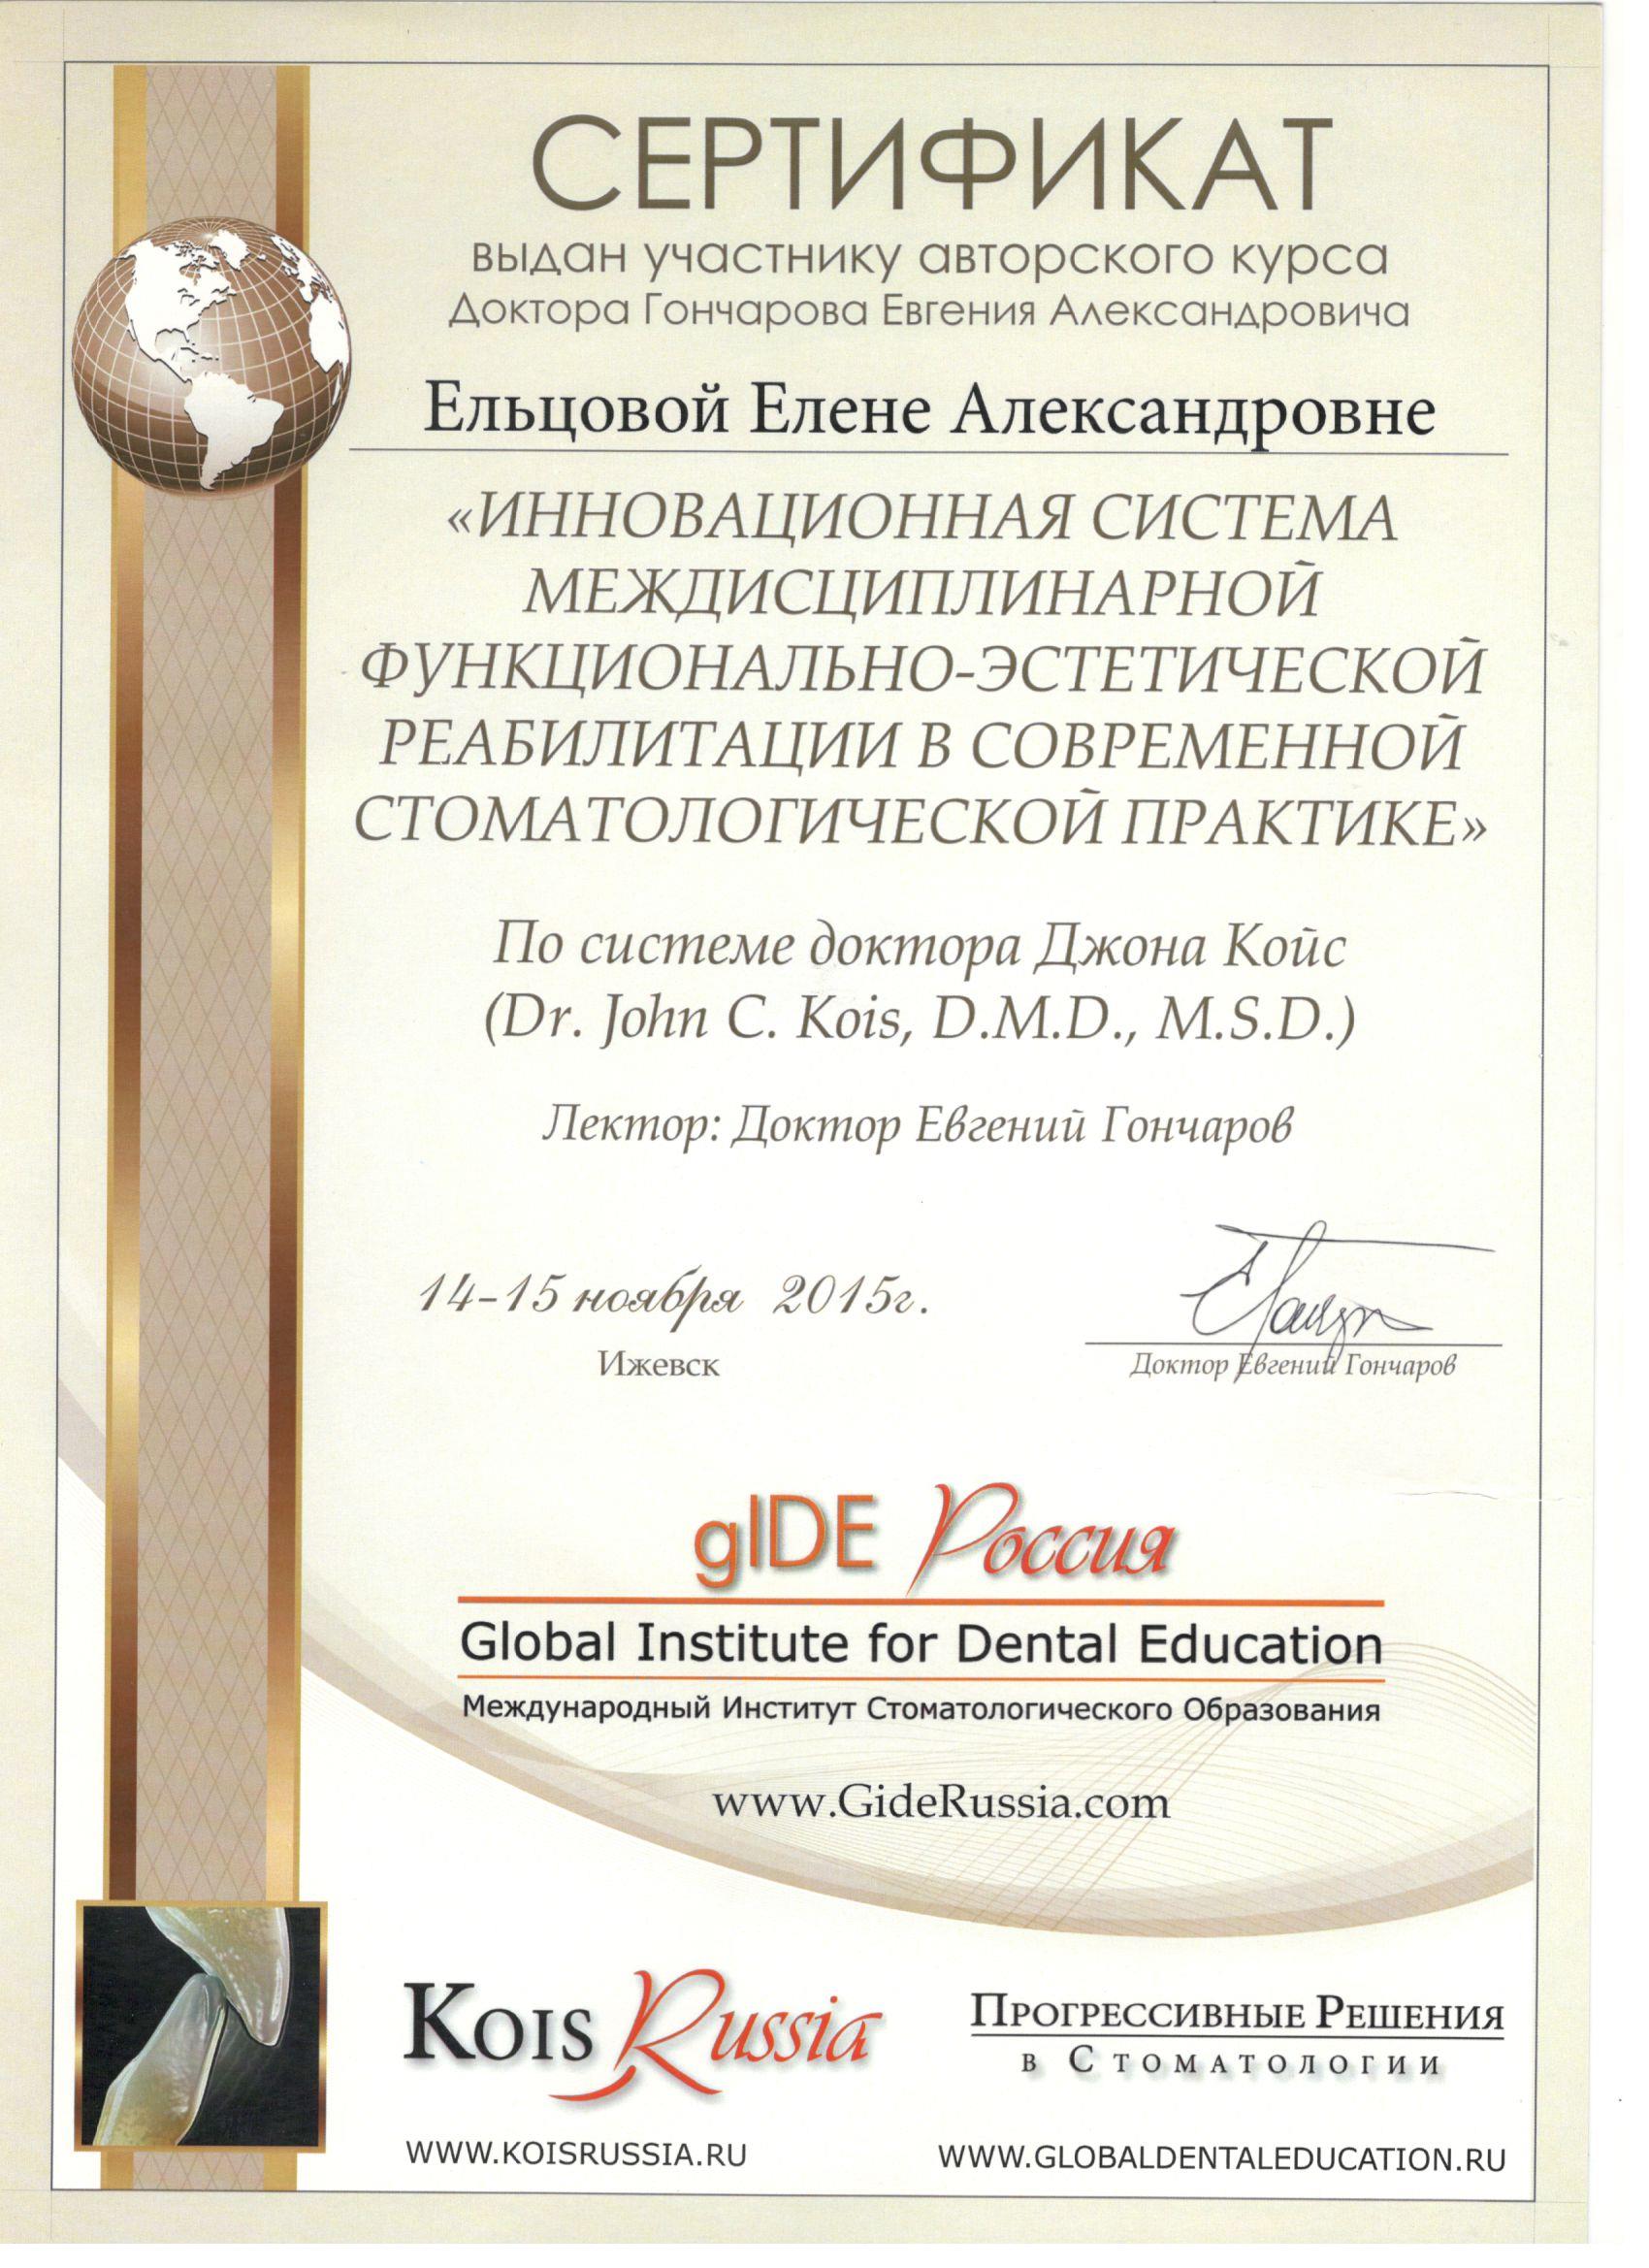 СЕРТИФИКАТ
выдан участнику авторского курса
Доктора Гончарова Евгения Александровича
Ельцовой Елене Александровне
«ИННОВАЦИОННАЯ СИСТЕМА
МЕЖДИСЦИПЛИНАРНОЙ
ФУНКЦИОНАЛЬНО-ЭСТЕТИЧЕСКОЙ
РЕАБИЛИТАЦИИ В СОВРЕМЕННОЙ
СТОМАТОЛОГИЧЕСКОЙ ПРАКТИКЕ»
По системе доктора Джона Койс
(Dr. John C. Kois, D.M.D., M.S.D.)
Лектор: Доктор Евгений Гончаров
14-15 ноября 2015г.
Ижевск
Доктор Евгений Гончаров
gIDE Россия
Global Institute for Dental Education
Международный Институт Стоматологического Образования
www.GideRussia.com
KOIS Russia
ПРОГРЕССИВНЫЕ РЕШЕНИЯ
В СТОМАТОЛОГИИ
WWW.KOISRUSSIA.RU
WWW.GLOBALDENTALEDUCATION.RU